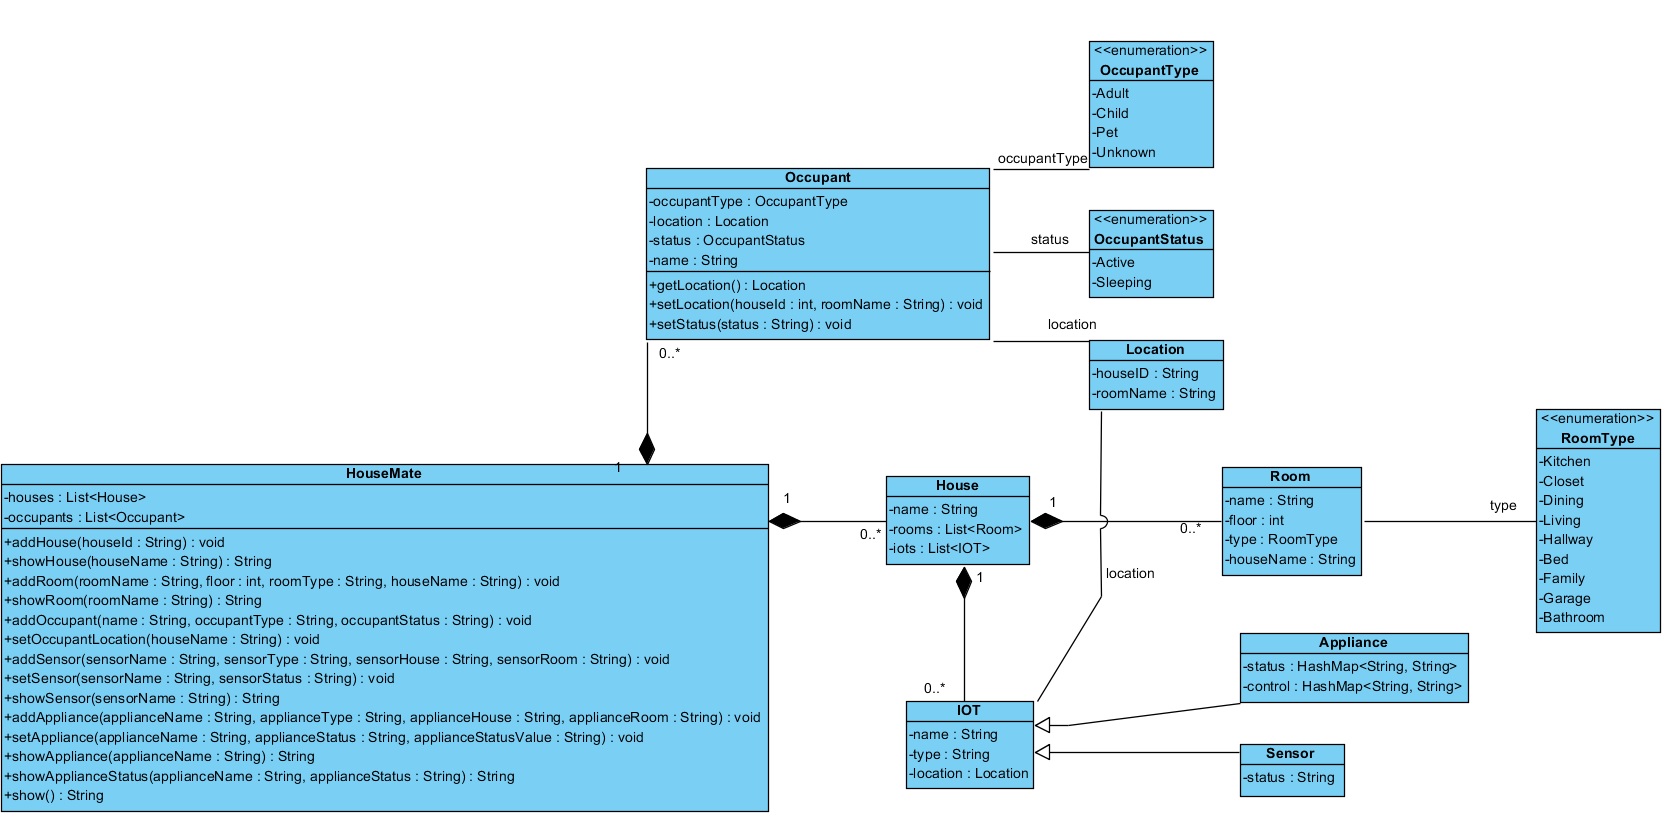 <<enumeration>>
OccupantType
-Adult
-Child
-Pet
-Unknown
occupantType
Occupant
-occupantType : OccupantType
-location : Location
-status : OccupantStatus
-name : String
+getLocation() : Location
+setLocation(houseId : int, roomName : String) : void
+setStatus(status : String) : void
<<enumeration>>
OccupantStatus
-Active
-Sleeping
status
location
Location
-houseID : String
-roomName : String
0..*
1
HouseMate
-houses : List<House>
-occupants : List<Occupant>
+addHouse(houseId : String) : void
+showHouse(houseName : String) : String
+addRoom(roomName : String, floor : int, roomType : String, houseName : String) : void
+showRoom(roomName : String) : String
+addOccupant(name : String, occupantType : String, occupantStatus : String) : void
+setOccupantLocation(houseName : String) : void
+addSensor(sensorName : String, sensorType : String, sensorHouse : String, sensorRoom : String) : void
+setSensor(sensorName : String, sensorStatus : String) : void
+showSensor(sensorName : String) : String
+addAppliance(applianceName : String, applianceType : String, applianceHouse : String, applianceRoom : String) : void
+setAppliance(applianceName : String, applianceStatus : String, applianceStatusValue : String) : void
+showAppliance(applianceName : String) : String
+showApplianceStatus(applianceName : String, applianceStatus : String) : String
+show() : String
1
0..*
House
-name : String
-rooms : List<Room>
-iots : List<IOT>
1
0..*
Room
-name : String
-floor : int
-type : RoomType
-houseName : String
type
<<enumeration>>
RoomType
-Kitchen
-Closet
-Dining
-Living
-Hallway
-Bed
-Family
-Garage
-Bathroom
1
location
0..*
IOT
-name : String
-type : String
-location : Location
Appliance
-status : HashMap<String, String>
-control : HashMap<String, String>
Sensor
-status : String